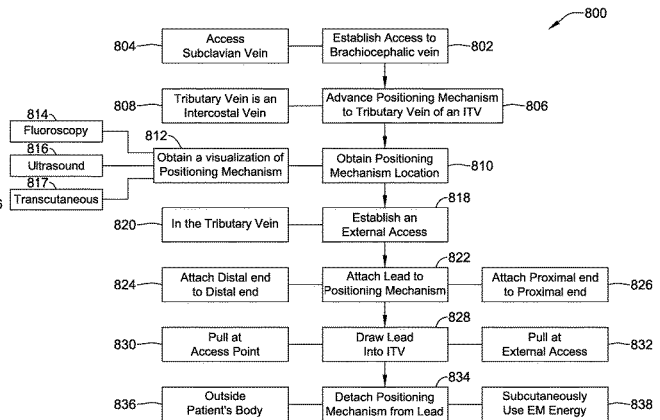 800
804
Access
Subclavian Vein
Establish Access to
Brachiocephalic vein
802
808
Tributary Vein is an
Intercostal Vein
Advance Positioning Mechanism
to Tributary Vein of an ITV
806
814
Fluoroscopy
816
Ultrasound
817
Transcutaneous
812
Obtain a visualization of
Positioning Mechanism
Obtain Positioning
Mechanism Location
810
820
In the Tributary Vein
Establish an
External Access
818
824
Attach Distal end
to Distal end
Attach Lead to
Positioning Mechanism
822
Attach Proximal end
to Proximal end
826
830
Pull at
Access Point
Draw Lead
Into ITV
828
Pull at
External Access
832
836
Outside
Patient's Body
Detach Positioning
Mechanism from Lead
834
Subcutaneously
Use EM Energy
838